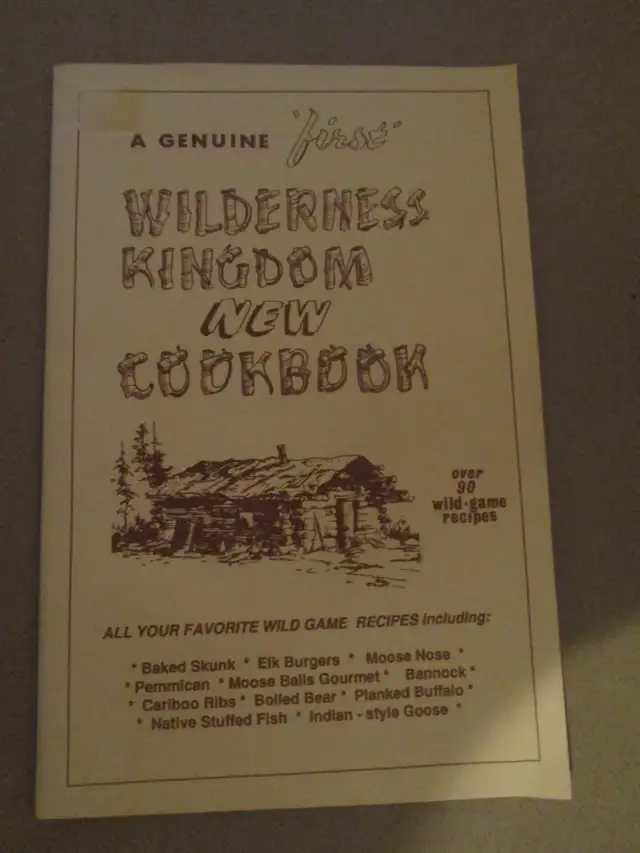 A GENUINE 'first'
WILDERNESS
KINGDOM
NEW
COOKBOOK
over
90
wild-game
recipes
ALL YOUR FAVORITE WILD GAME RECIPES including:
* Baked Skunk * Elk Burgers * Moose Nose *
* Pemmican * Moose Balls Gourmet * Bannock *
* Cariboo Ribs * Boiled Bear * Planked Buffalo *
* Native Stuffed Fish * Indian - style Goose *